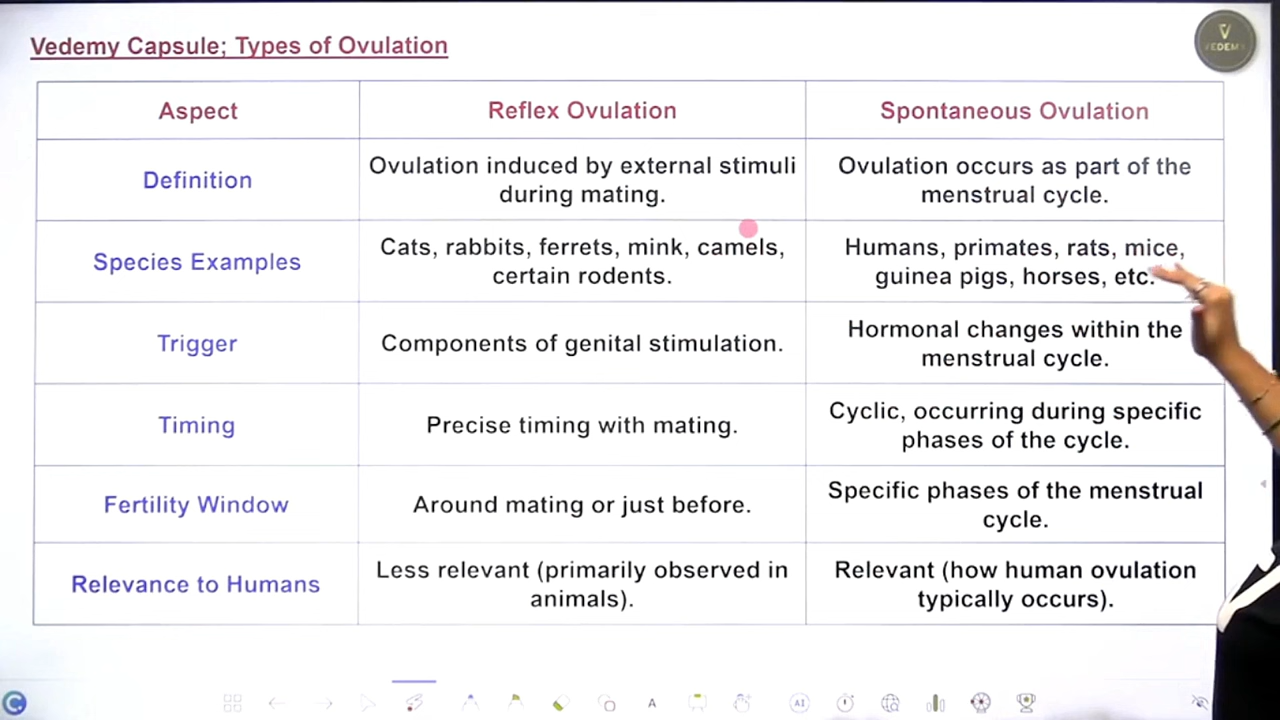 Vedemy Capsule; Types of Ovulation
V
VEDEMY
Aspect
Reflex Ovulation
Spontaneous Ovulation
Definition
Ovulation induced by external stimuli
during mating.
Ovulation occurs as part of the
menstrual cycle.
Species Examples
Cats, rabbits, ferrets, mink, camels,
certain rodents.
Humans, primates, rats, mice,
guinea pigs, horses, etc.
Trigger
Components of genital stimulation.
Hormonal changes within the
menstrual cycle.
Timing
Precise timing with mating.
Cyclic, occurring during specific
phases of the cycle.
Fertility Window
Around mating or just before.
Specific phases of the menstrual
cycle.
Relevance to Humans
Less relevant (primarily observed in
animals).
Relevant (how human ovulation
typically occurs).
A
AI